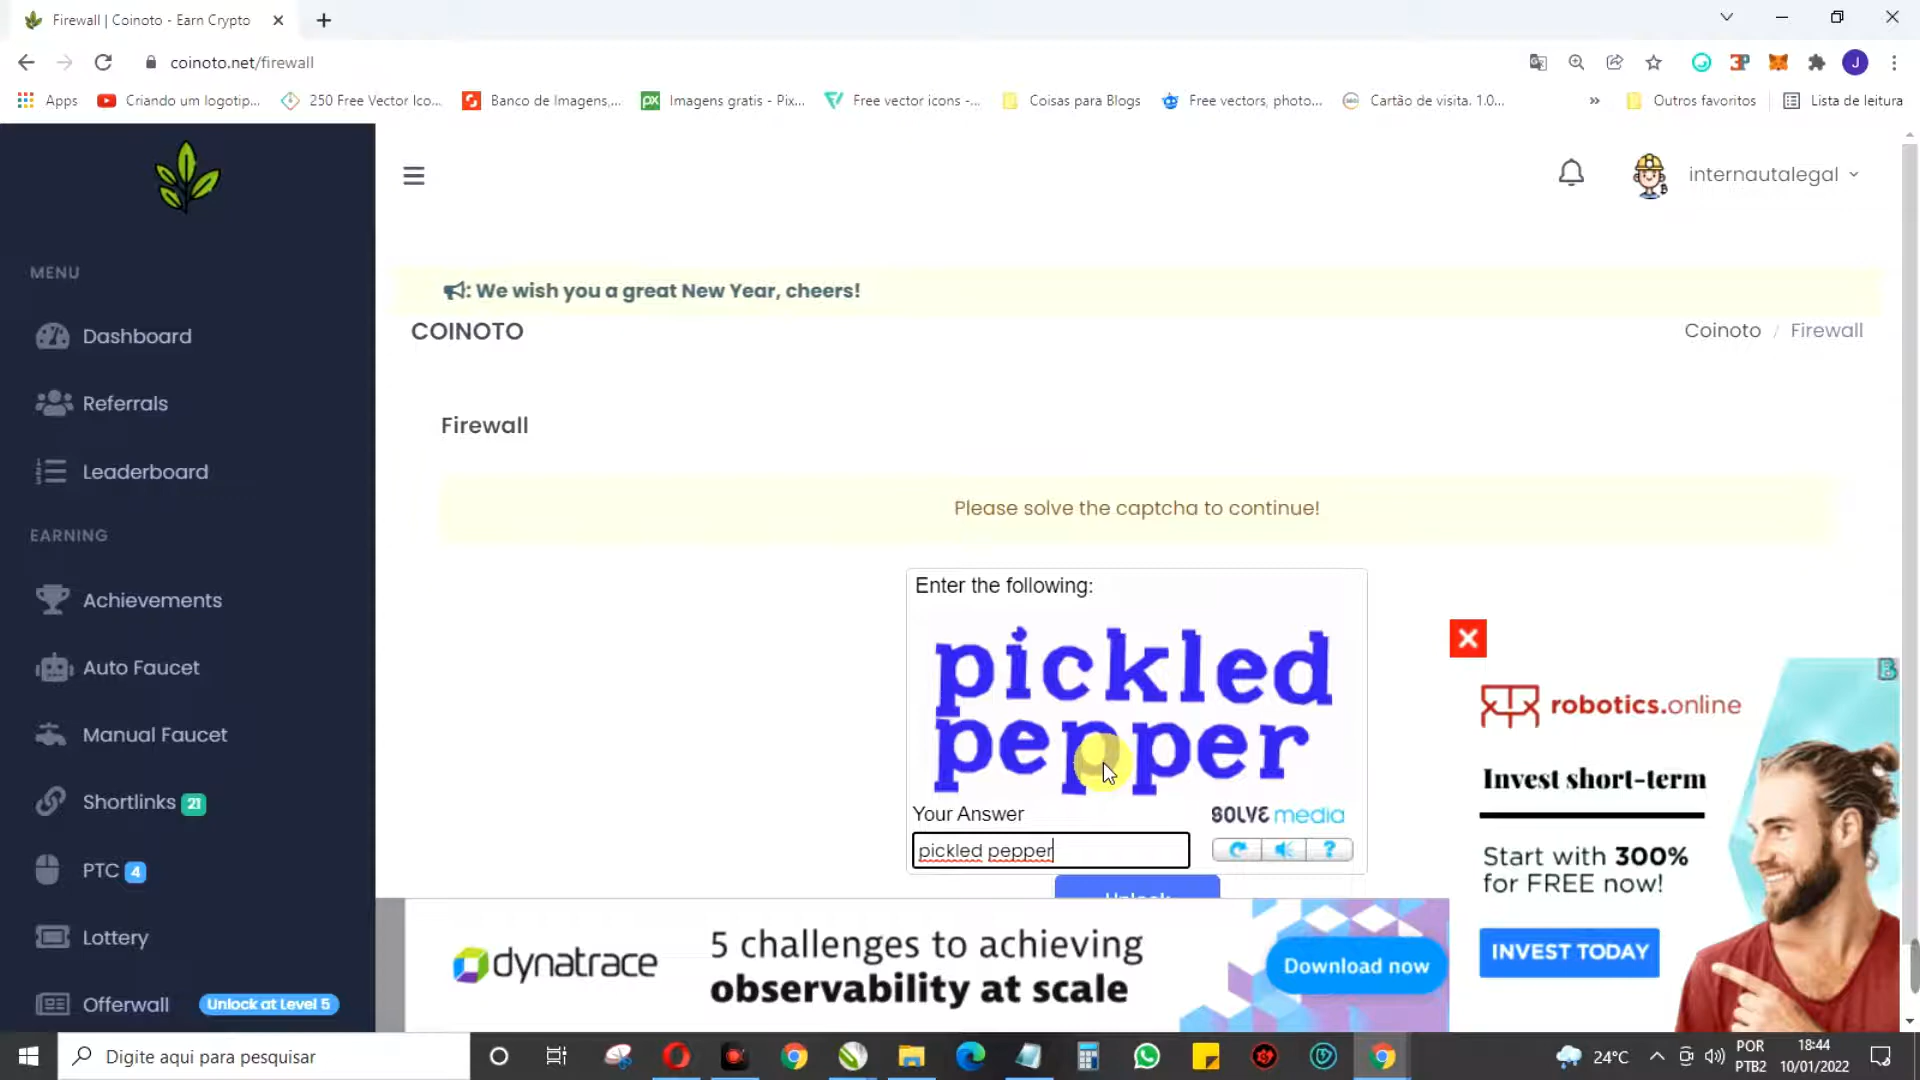 Firewall | Coinoto - Earn Crypto
coinoto.net/firewall
Apps
Criando um logotip...
250 Free Vector Ico...
Banco de Imagens,...
Imagens gratis - Pix...
Free vector icons -...
Coisas para Blogs
Free vectors, photo...
Cartão de visita. 1.0...
»
Outros favoritos
Lista de leitura
internautalegal
MENU
Dashboard
Referrals
Leaderboard
EARNING
Achievements
Auto Faucet
Manual Faucet
Shortlinks 21
PTC 4
Lottery
Offerwall Unlock at Level 5
: We wish you a great New Year, cheers!
COINOTO
Coinoto / Firewall
Firewall
Please solve the captcha to continue!
Enter the following:
pickled
pepper
Your Answer
SOLVE media
pickled pepper
?
Unlock
robotics.online
Invest short-term
Start with 300%
for FREE now!
INVEST TODAY
dynatrace
5 challenges to achieving
observability at scale
Download now
Digite aqui para pesquisar
24°C
POR
PTB2
18:44
10/01/2022